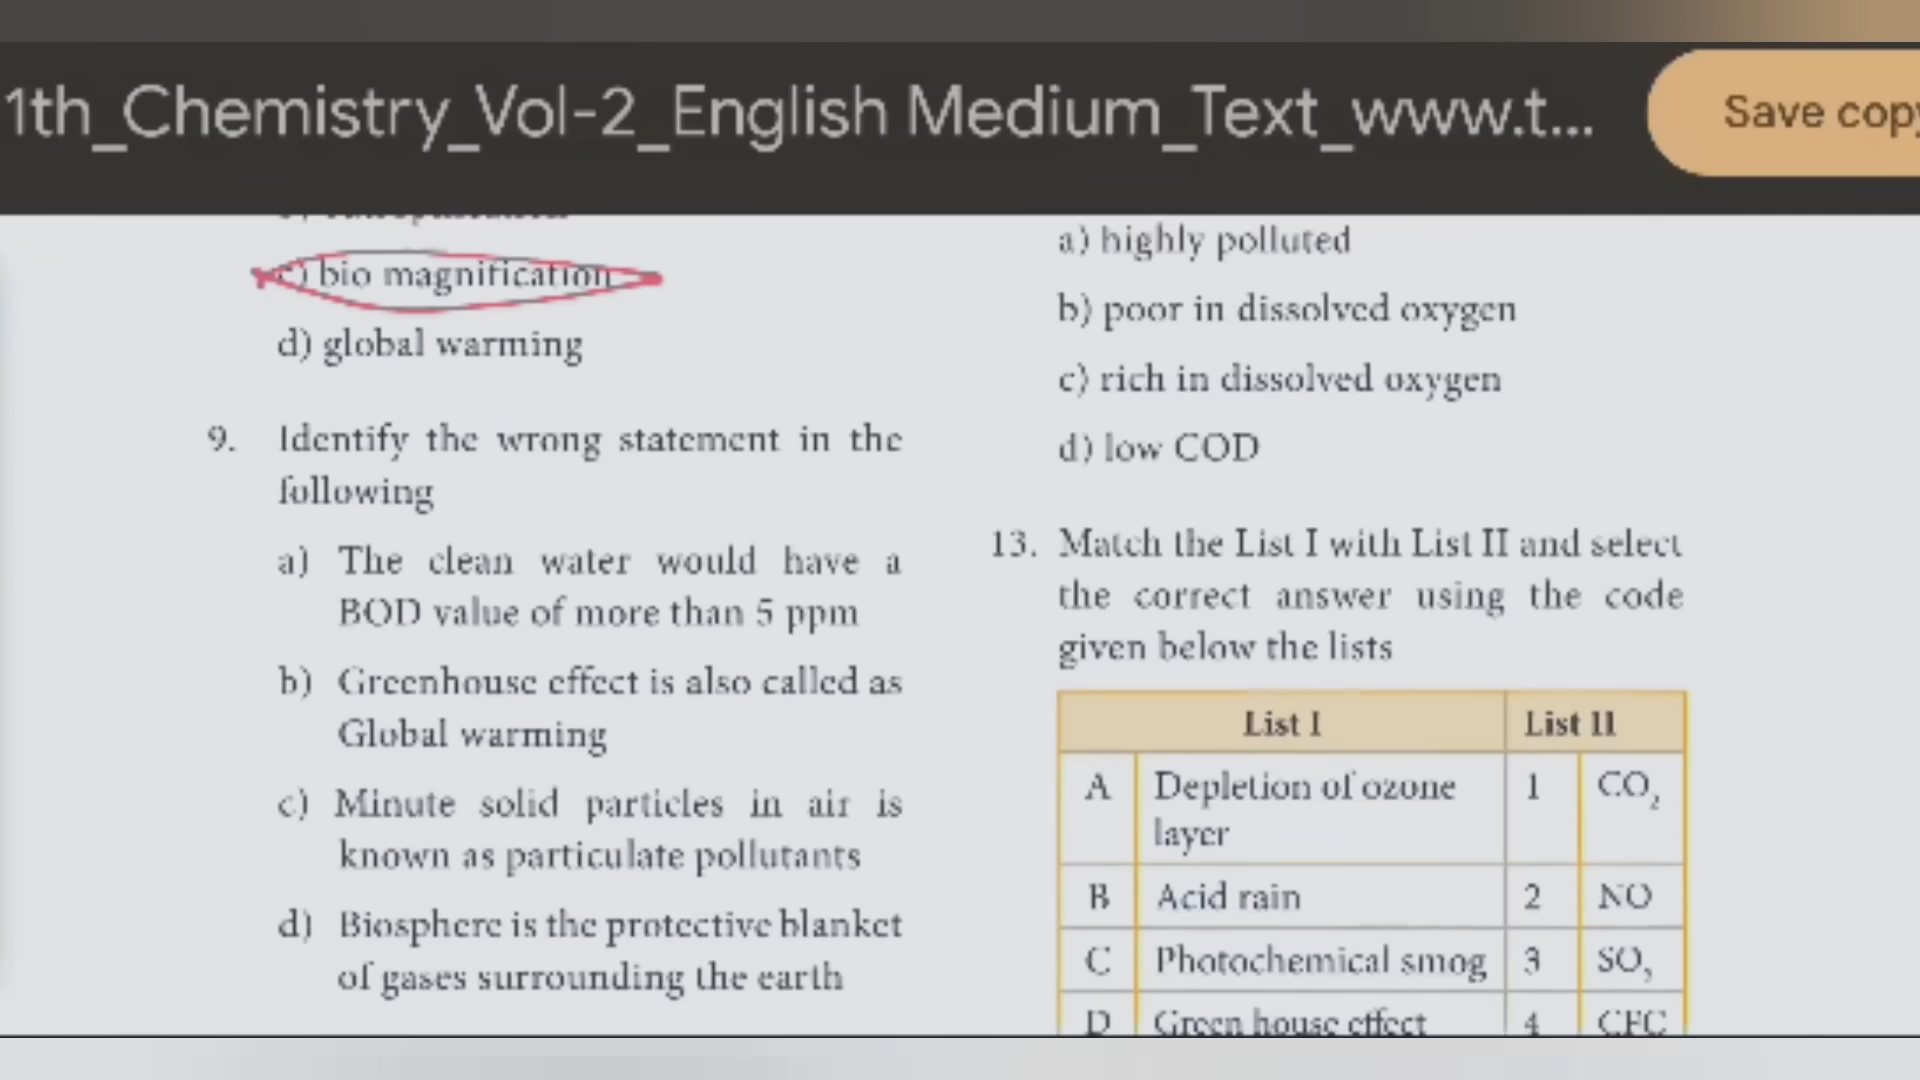 1th_Chemistry_Vol-2_English Medium_Text_www.t...
Save copy
c) bio magnification
d) global warming
9. Identify the wrong statement in the
following
a) The clean water would have a
BOD value of more than 5 ppm
b) Greenhouse effect is also called as
Global warming
c) Minute solid particles in air is
known as particulate pollutants
d) Biosphere is the protective blanket
of gases surrounding the earth
a) highly polluted
b) poor in dissolved oxygen
c) rich in dissolved oxygen
d) low COD
13. Match the List I with List II and select
the correct answer using the code
given below the lists
List I List II
A Depletion of ozone 1 CO₂
layer
B Acid rain 2 NO
C Photochemical smog 3 SO₂
D Green house effect 4 CFC